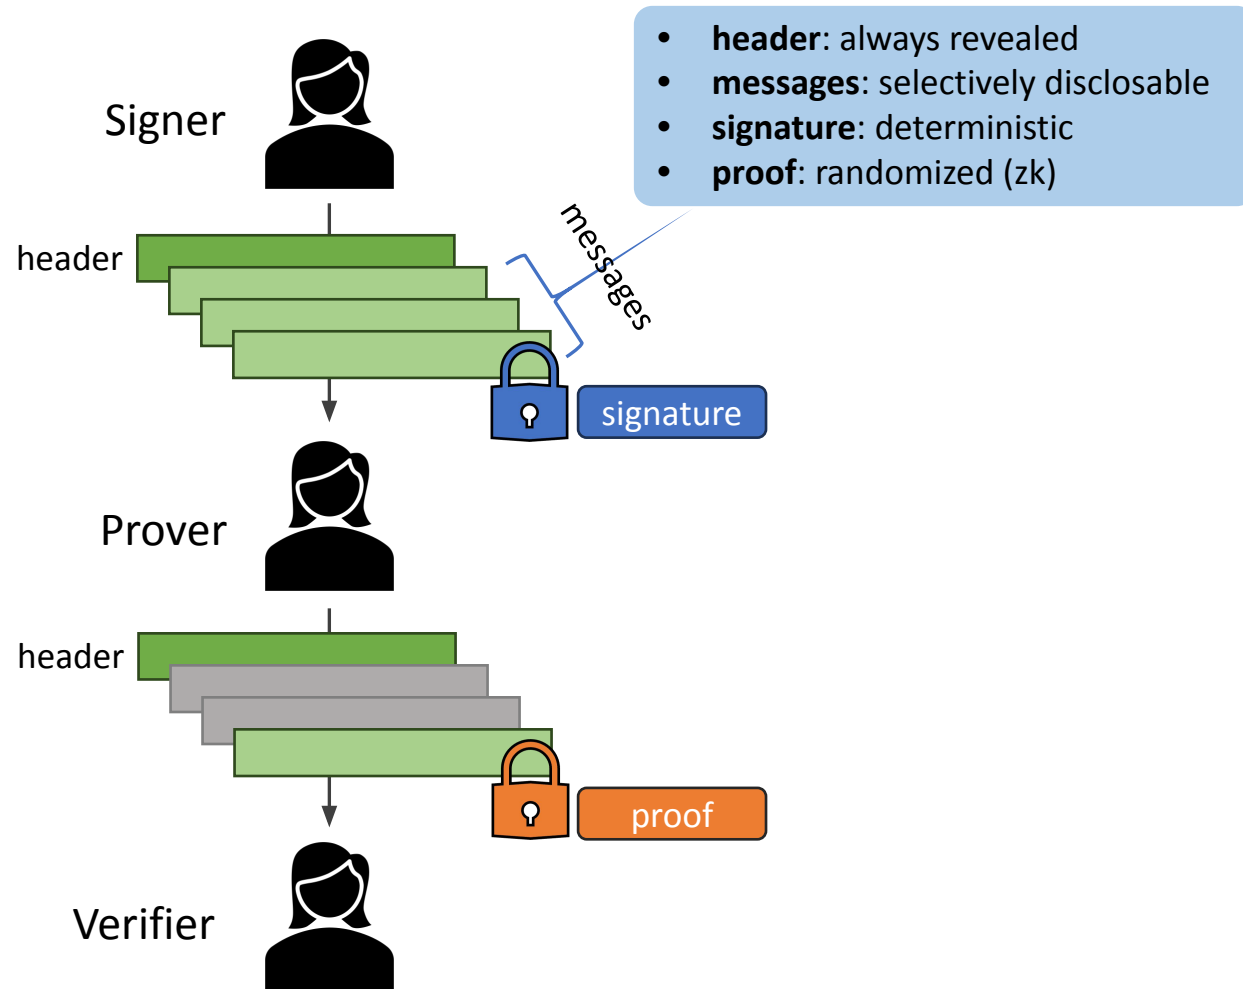 • header: always revealed
• messages: selectively disclosable
• signature: deterministic
• proof: randomized (zk)
Signer
messages
header
signature
Prover
header
proof
Verifier